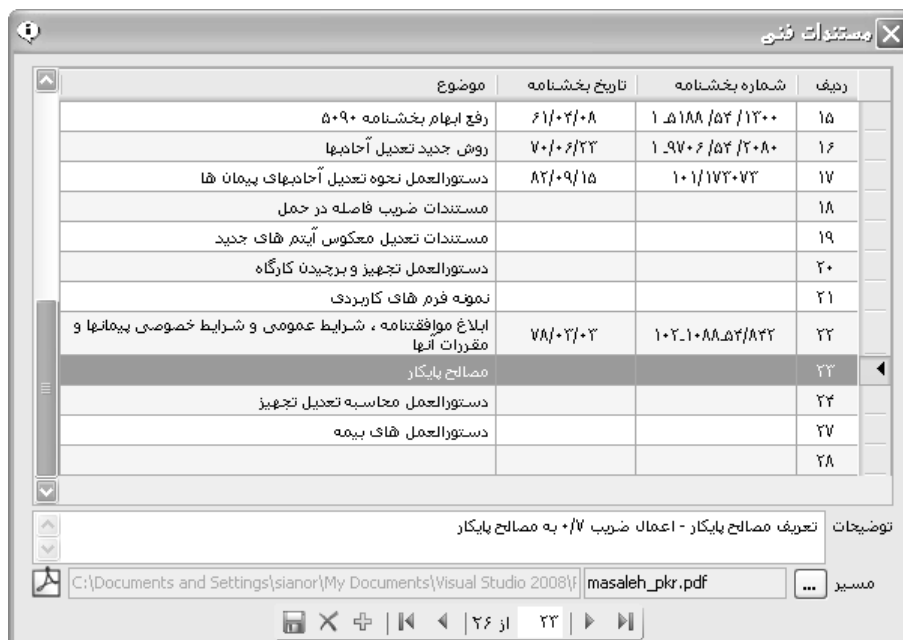 مستندات فنی
ردیف شماره بخشنامه تاریخ بخشنامه موضوع
۱۵ ۱ـ۵۱۸۸ /۵۴ /۱۳۰۰ ۶۱/۰۴/۰۸ رفع ابهام بخشنامه ۵۰۹۰
۱۶ ۱ـ۹۷۰۶ /۵۴ /۲۰۸۰ ۷۰/۰۶/۲۳ روش جدید تعدیل آحادبها
۱۷ ۱۰۱/۱۷۳۰۷۳ ۸۲/۰۹/۱۵ دستورالعمل نحوه تعدیل آحادبهای پیمان ها
۱۸ مستندات ضریب فاصله در حمل
۱۹ مستندات تعدیل معکوس آیتم های جدید
۲۰ دستورالعمل تجهیز و برچیدن کارگاه
۲۱ نمونه فرم های کاربردی
۲۲ ۱۰۲ـ۱۰۸۸ـ۵۴/۸۴۲ ۷۸/۰۳/۰۳ ابلاغ موافقتنامه ، شرایط عمومی و شرایط خصوصی پیمانها و
مقررات آنها
۲۳ مصالح پایکار
۲۴ دستورالعمل محاسبه تعدیل تجهیز
۲۷ دستورالعمل های بیمه
۲۸
توضیحات تعریف مصالح پایکار - اعمال ضریب ۰/۷ به مصالح پایکار
مسیر ... masaleh_pkr.pdf C:\Documents and Settings\sianor\My Documents\Visual Studio 2008\
۲۳ از ۲۶